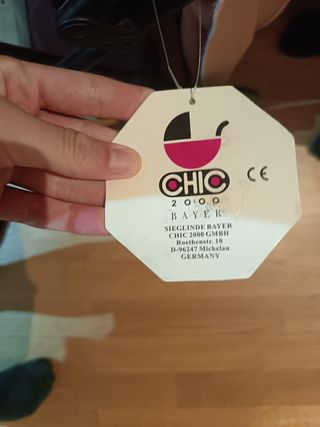 CHIC
2000
BAYER
CE
SIEGLINDE BAYER
CHIC 2000 GMBH
Roethenstr. 10
D-96247 Michelau
GERMANY